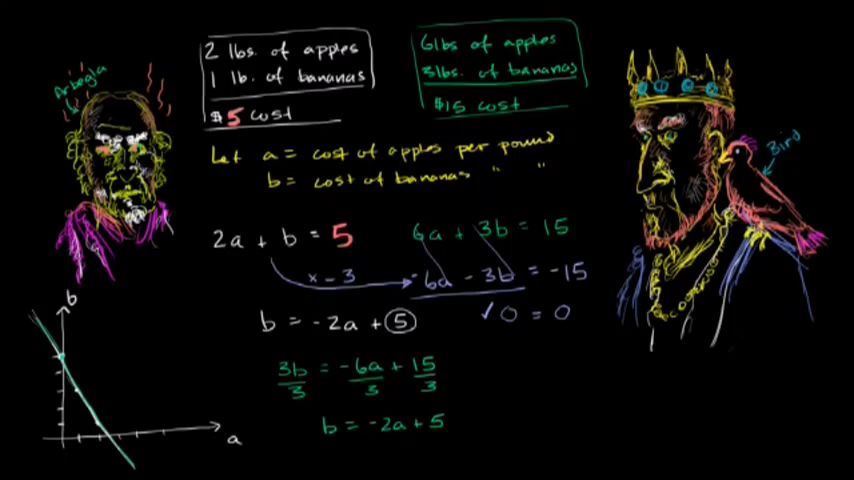 2 lbs. of apples
1 lb. of bananas
$5 cost
6lbs of apples
3lbs. of bananas
$15 cost
Arbegla
Bird
Let a = cost of apples per pound
b = cost of bananas " "
2a + b = 5
6a + 3b = 15
x -3
-6a - 3b = -15
b = -2a + 5
✓0 = 0
3b/3 = -6a/3 + 15/3
b = -2a + 5
b
a